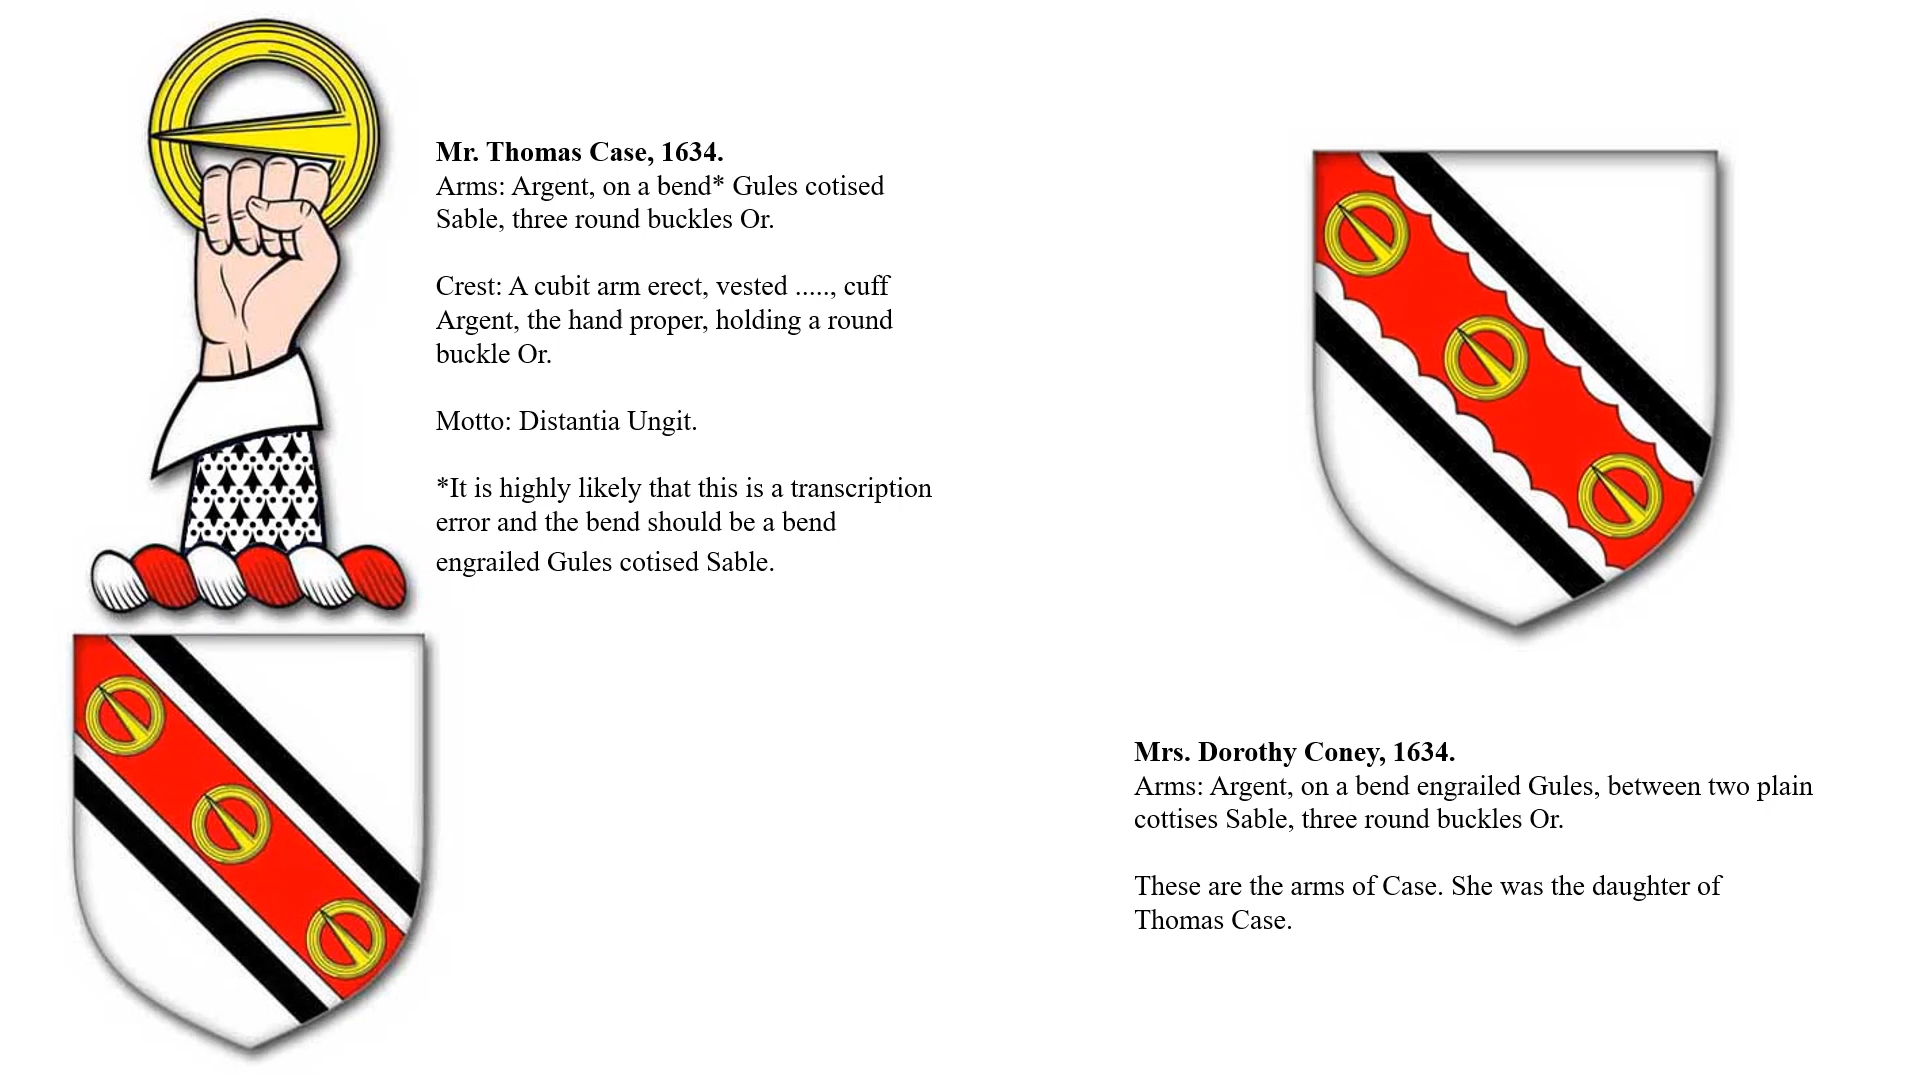 Mr. Thomas Case, 1634.
Arms: Argent, on a bend* Gules cotised
Sable, three round buckles Or.
Crest: A cubit arm erect, vested ....., cuff
Argent, the hand proper, holding a round
buckle Or.
Motto: Distantia Ungit.
*It is highly likely that this is a transcription
error and the bend should be a bend
engrailed Gules cotised Sable.
Mrs. Dorothy Coney, 1634.
Arms: Argent, on a bend engrailed Gules, between two plain
cottises Sable, three round buckles Or.
These are the arms of Case. She was the daughter of
Thomas Case.